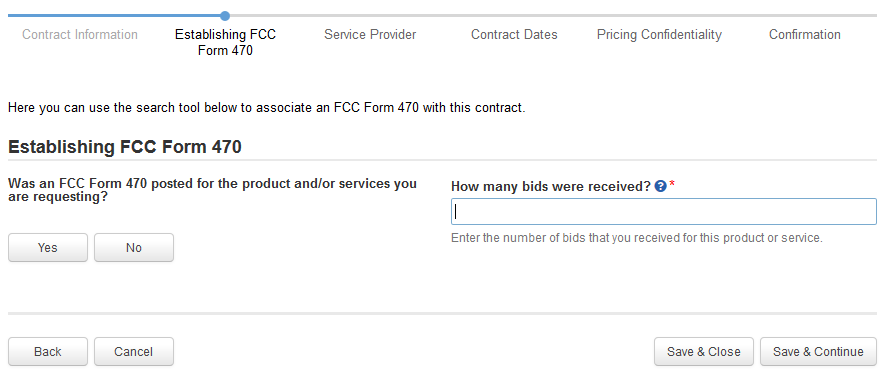 Contract Information
Establishing FCC
Form 470
Service Provider
Contract Dates
Pricing Confidentiality
Confirmation
Here you can use the search tool below to associate an FCC Form 470 with this contract.
Establishing FCC Form 470
Was an FCC Form 470 posted for the product and/or services you
are requesting?
Yes
No
How many bids were received? ? *
Enter the number of bids that you received for this product or service.
Back
Cancel
Save & Close
Save & Continue